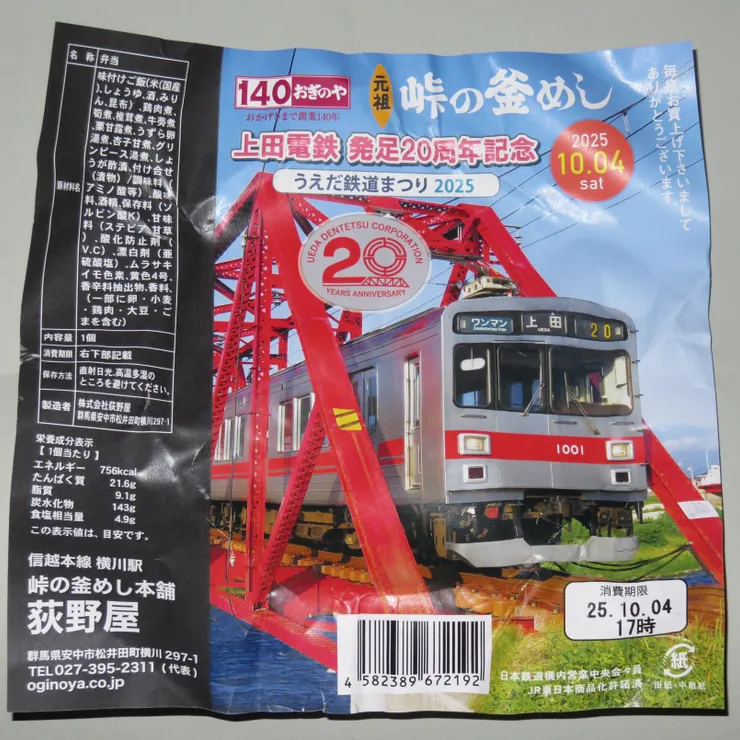 名称 弁当
原材料名
味付けご飯(米(国産)
、しょうゆ、酒、みり
ん、昆布)、鶏肉煮、
筍煮、椎茸煮、牛蒡煮
、栗甘露煮、うずら卵
、湯煮、杏子甘煮、グリ
ンピース湯煮、しょ
うが酢漬、付け合せ
(漬物)/調味料(
アミノ酸等)、酸味
料、酒精、保存料(ソ
ルビン酸K)、甘味
料(ステビア、甘草)
、酸化防止剤(
V.C)、漂白剤(亜
硫酸塩)、ムラサキ
イモ色素、黄色4号、
香辛料抽出物、香料、
(一部に卵・小麦
・鶏肉・大豆・ご
まを含む)
内容量 1個
消費期限 右下部記載
保存方法 直射日光、高温多湿の
ところを避けてください。
製造者 株式会社荻野屋
群馬県安中市松井田町横川297-1
栄養成分表示
【1個当たり】
エネルギー 756kcal
たんぱく質 21.6g
脂質 9.1g
炭水化物 143g
食塩相当量 4.9g
この表示値は、目安です。
信越本線 横川駅
峠の釜めし本舗
荻野屋
群馬県安中市松井田町横川297-1
TEL027-395-2311(代表)
oginoya.co.jp
140 おぎのや
おかげさまで創業140年
元祖 峠の釜めし
毎度お買上げ下さいまして
ありがとうございます
上田電鉄 発足20周年記念
うえだ鉄道まつり 2025
2025
10.04
sat
UEDA DENTETSU CORPORATION
20
YEARS ANNIVERSARY
ワンマン 上田 20
UEDA
1001
消費期限
25.10.04
17時
4 582389 672192
紙
掛紙・中敷紙
日本鉄道構内営業中央会々員
JR東日本商品化許諾済